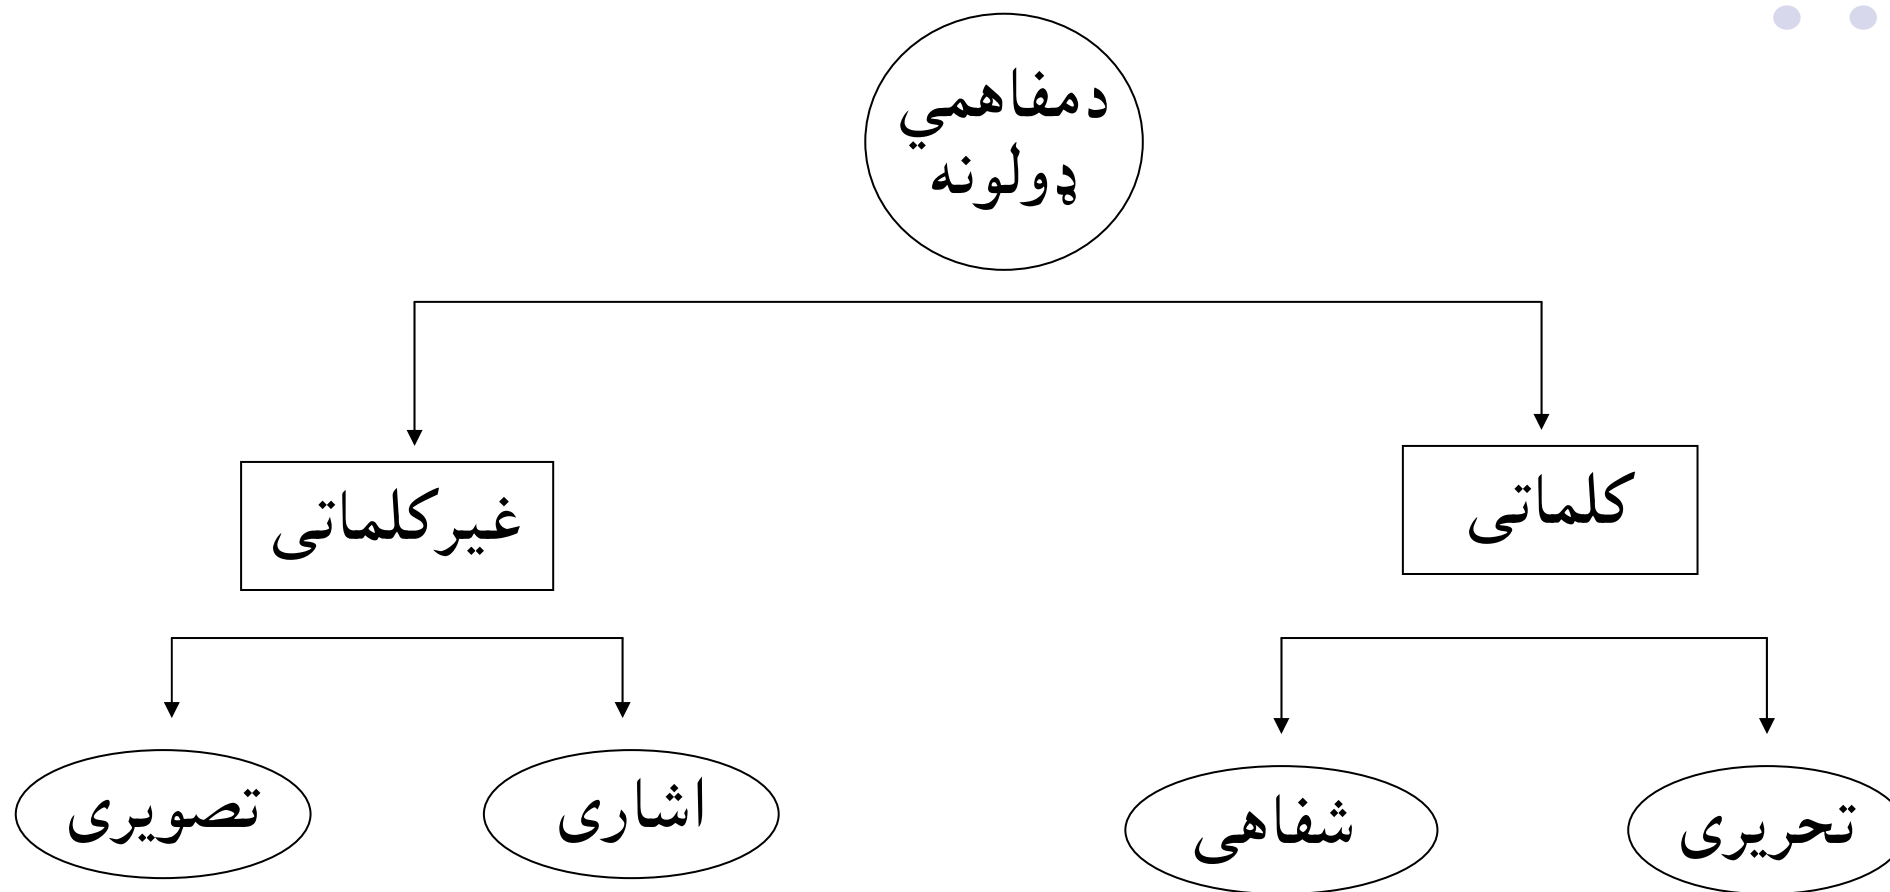 دمفاهمي
ډولونه
کلماتی
غیرکلماتی
تحریری
شفاهی
اشاری
تصویری